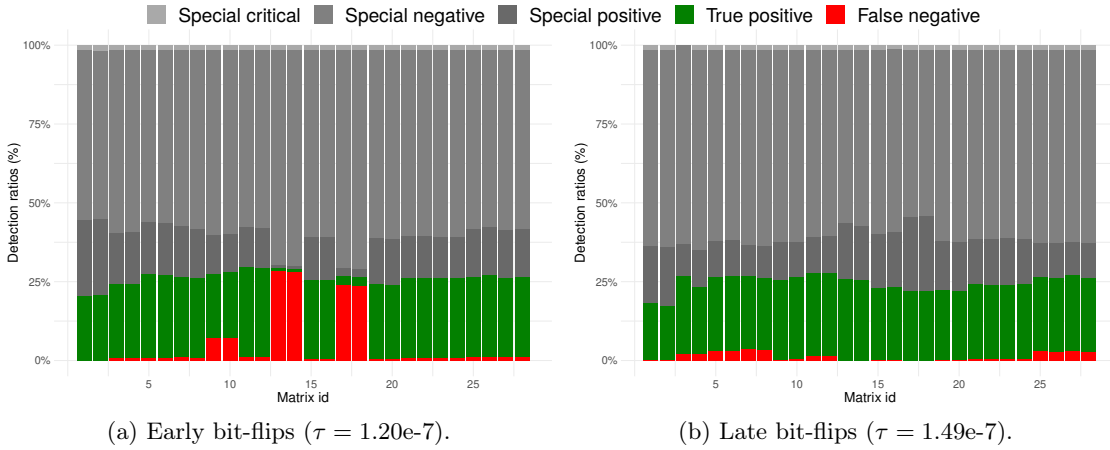 Special critical Special negative Special positive True positive False negative
100%
75%
50%
25%
0%
Detection ratios (%)
5 10 15 20 25
Matrix id
(a) Early bit-flips (τ = 1.20e-7).
100%
75%
50%
25%
0%
Detection ratios (%)
5 10 15 20 25
Matrix id
(b) Late bit-flips (τ = 1.49e-7).